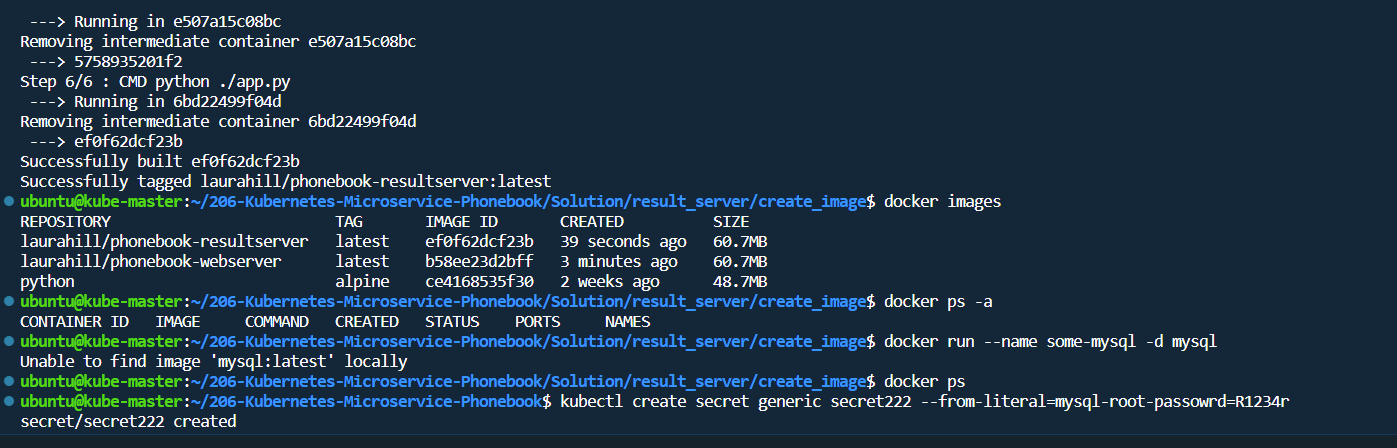 ---> Running in e507a15c08bc
Removing intermediate container e507a15c08bc
---> 5758935201f2
Step 6/6 : CMD python ./app.py
---> Running in 6bd22499f04d
Removing intermediate container 6bd22499f04d
---> ef0f62dcf23b
Successfully built ef0f62dcf23b
Successfully tagged laurahill/phonebook-resultserver:latest
ubuntu@kube-master:~/206-Kubernetes-Microservice-Phonebook/Solution/result_server/create_image$ docker images
REPOSITORY TAG IMAGE ID CREATED SIZE
laurahill/phonebook-resultserver latest ef0f62dcf23b 39 seconds ago 60.7MB
laurahill/phonebook-webserver latest b58ee23d2bff 3 minutes ago 60.7MB
python alpine ce4168535f30 2 weeks ago 48.7MB
ubuntu@kube-master:~/206-Kubernetes-Microservice-Phonebook/Solution/result_server/create_image$ docker ps -a
CONTAINER ID IMAGE COMMAND CREATED STATUS PORTS NAMES
ubuntu@kube-master:~/206-Kubernetes-Microservice-Phonebook/Solution/result_server/create_image$ docker run --name some-mysql -d mysql
Unable to find image 'mysql:latest' locally
ubuntu@kube-master:~/206-Kubernetes-Microservice-Phonebook/Solution/result_server/create_image$ docker ps
ubuntu@kube-master:~/206-Kubernetes-Microservice-Phonebook$ kubectl create secret generic secret222 --from-literal=mysql-root-passowrd=R1234r
secret/secret222 created